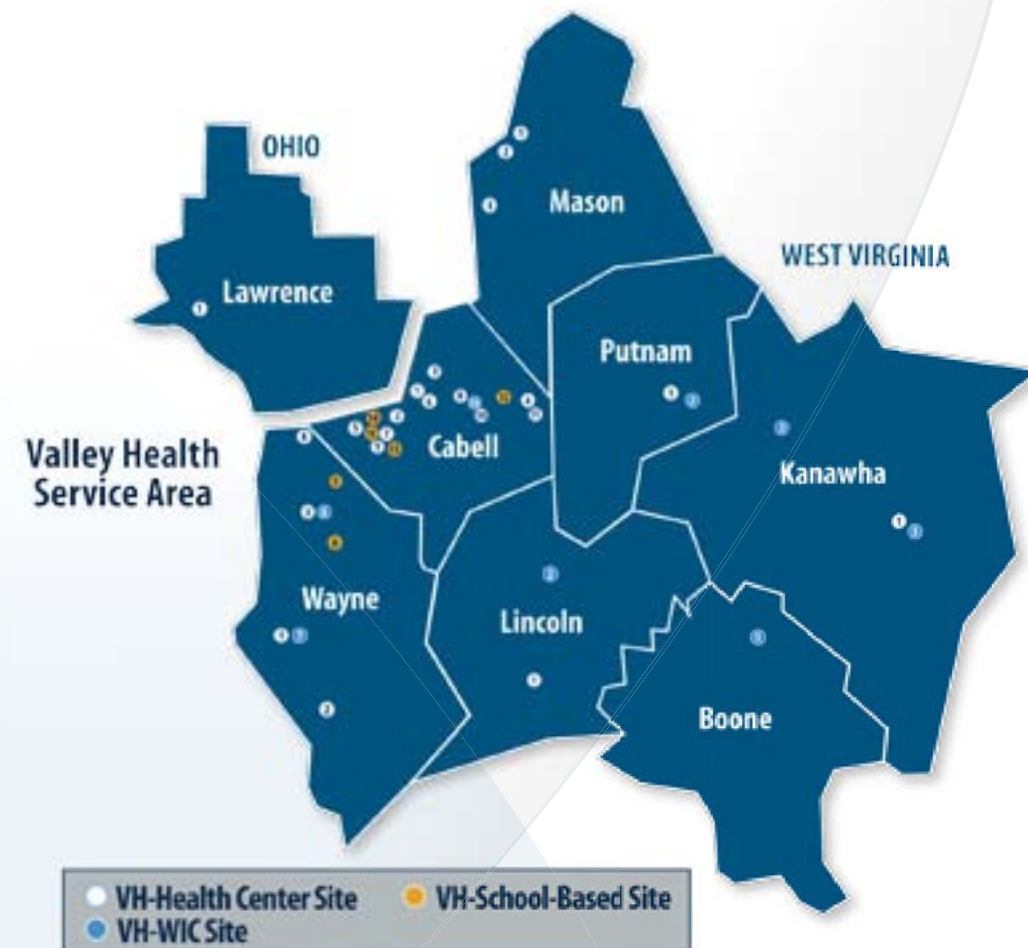 OHIO
Mason
WEST VIRGINIA
Lawrence
Putnam
Valley Health
Service Area
Cabell
Kanawha
Wayne
Lincoln
Boone
VH-Health Center Site
VH-School-Based Site
VH-WIC Site